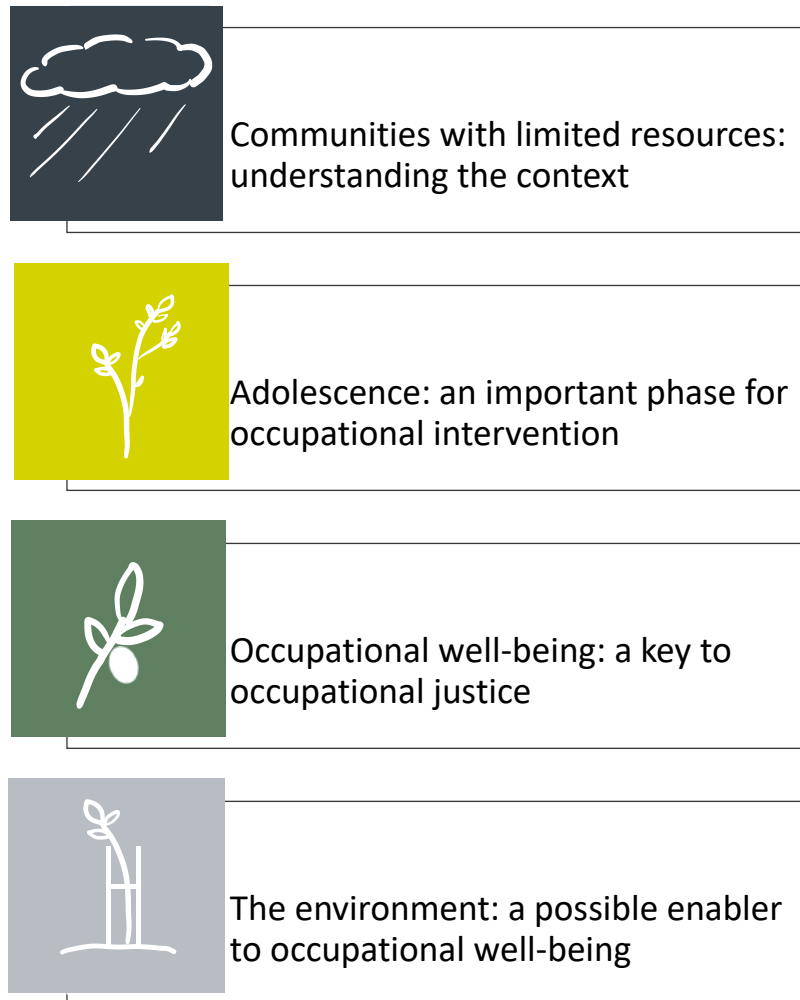 Communities with limited resources:
understanding the context
Adolescence: an important phase for
occupational intervention
Occupational well-being: a key to
occupational justice
The environment: a possible enabler
to occupational well-being